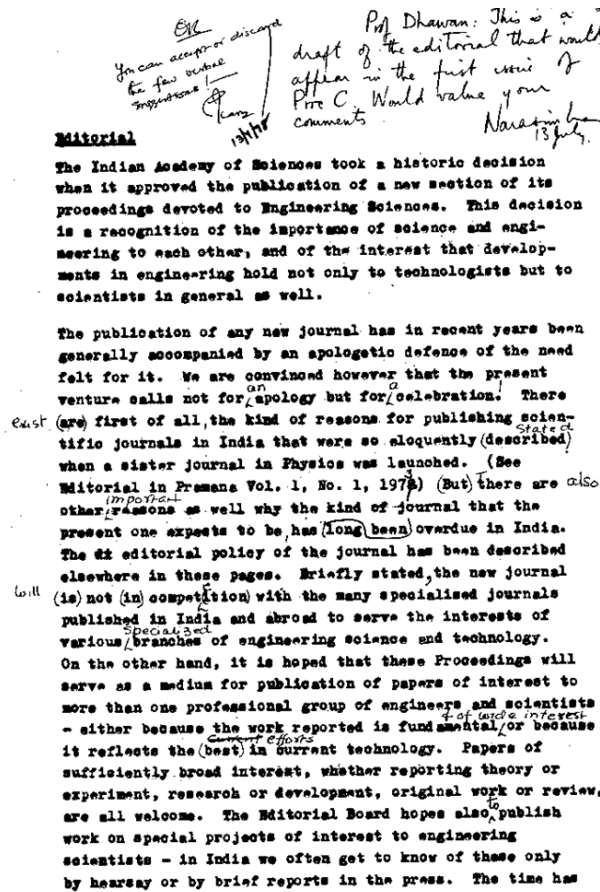 OK
You can accept or discard
the few verbal
suggestions!
13/7/78
Prof Dhawan: This is a
draft of the editorial that would
appear in the first issue of
Proc C. Would value your
comments
Narasimha
13 July.
Editorial
The Indian Academy of Sciences took a historic decision
when it approved the publication of a new section of its
proceedings devoted to Engineering Sciences. This decision
is a recognition of the importance of science and engi-
neering to each other, and of the interest that develop-
ments in engineering hold not only to technologists but to
scientists in general as well.
The publication of any new journal has in recent years been
generally accompanied by an apologetic defence of the need
felt for it. We are convinced however that the present
an a !
venture calls not for apology but for celebration. There
exist (are) first of all, the kind of reasons for publishing scien-
stated
tific journals in India that were so eloquently (described)
when a sister journal in Physics was launched. (See
Editorial in Pramana Vol. 1, No. 1, 1973) (But) There are also
important
other reasons as well why the kind of journal that the
present one expects to be, has (long been) overdue in India.
The editorial policy of the journal has been described
elsewhere in these pages. Briefly stated, the new journal
will (is) not (in) competition) with the many specialised journals
published in India and abroad to serve the interests of
specialized
various branches of engineering science and technology.
On the other hand, it is hoped that these Proceedings will
serve as a medium for publication of papers of interest to
more than one professional group of engineers and scientists
& of wide interest
- either because the work reported is fundamental, or because
current efforts
it reflects the (best) in current technology. Papers of
sufficiently broad interest, whether reporting theory or
experiment, research or development, original work or review,
are all welcome. The Editorial Board hopes also to publish
work on special projects of interest to engineering
scientists - in India we often get to know of these only
by hearsay or by brief reports in the press. The time has